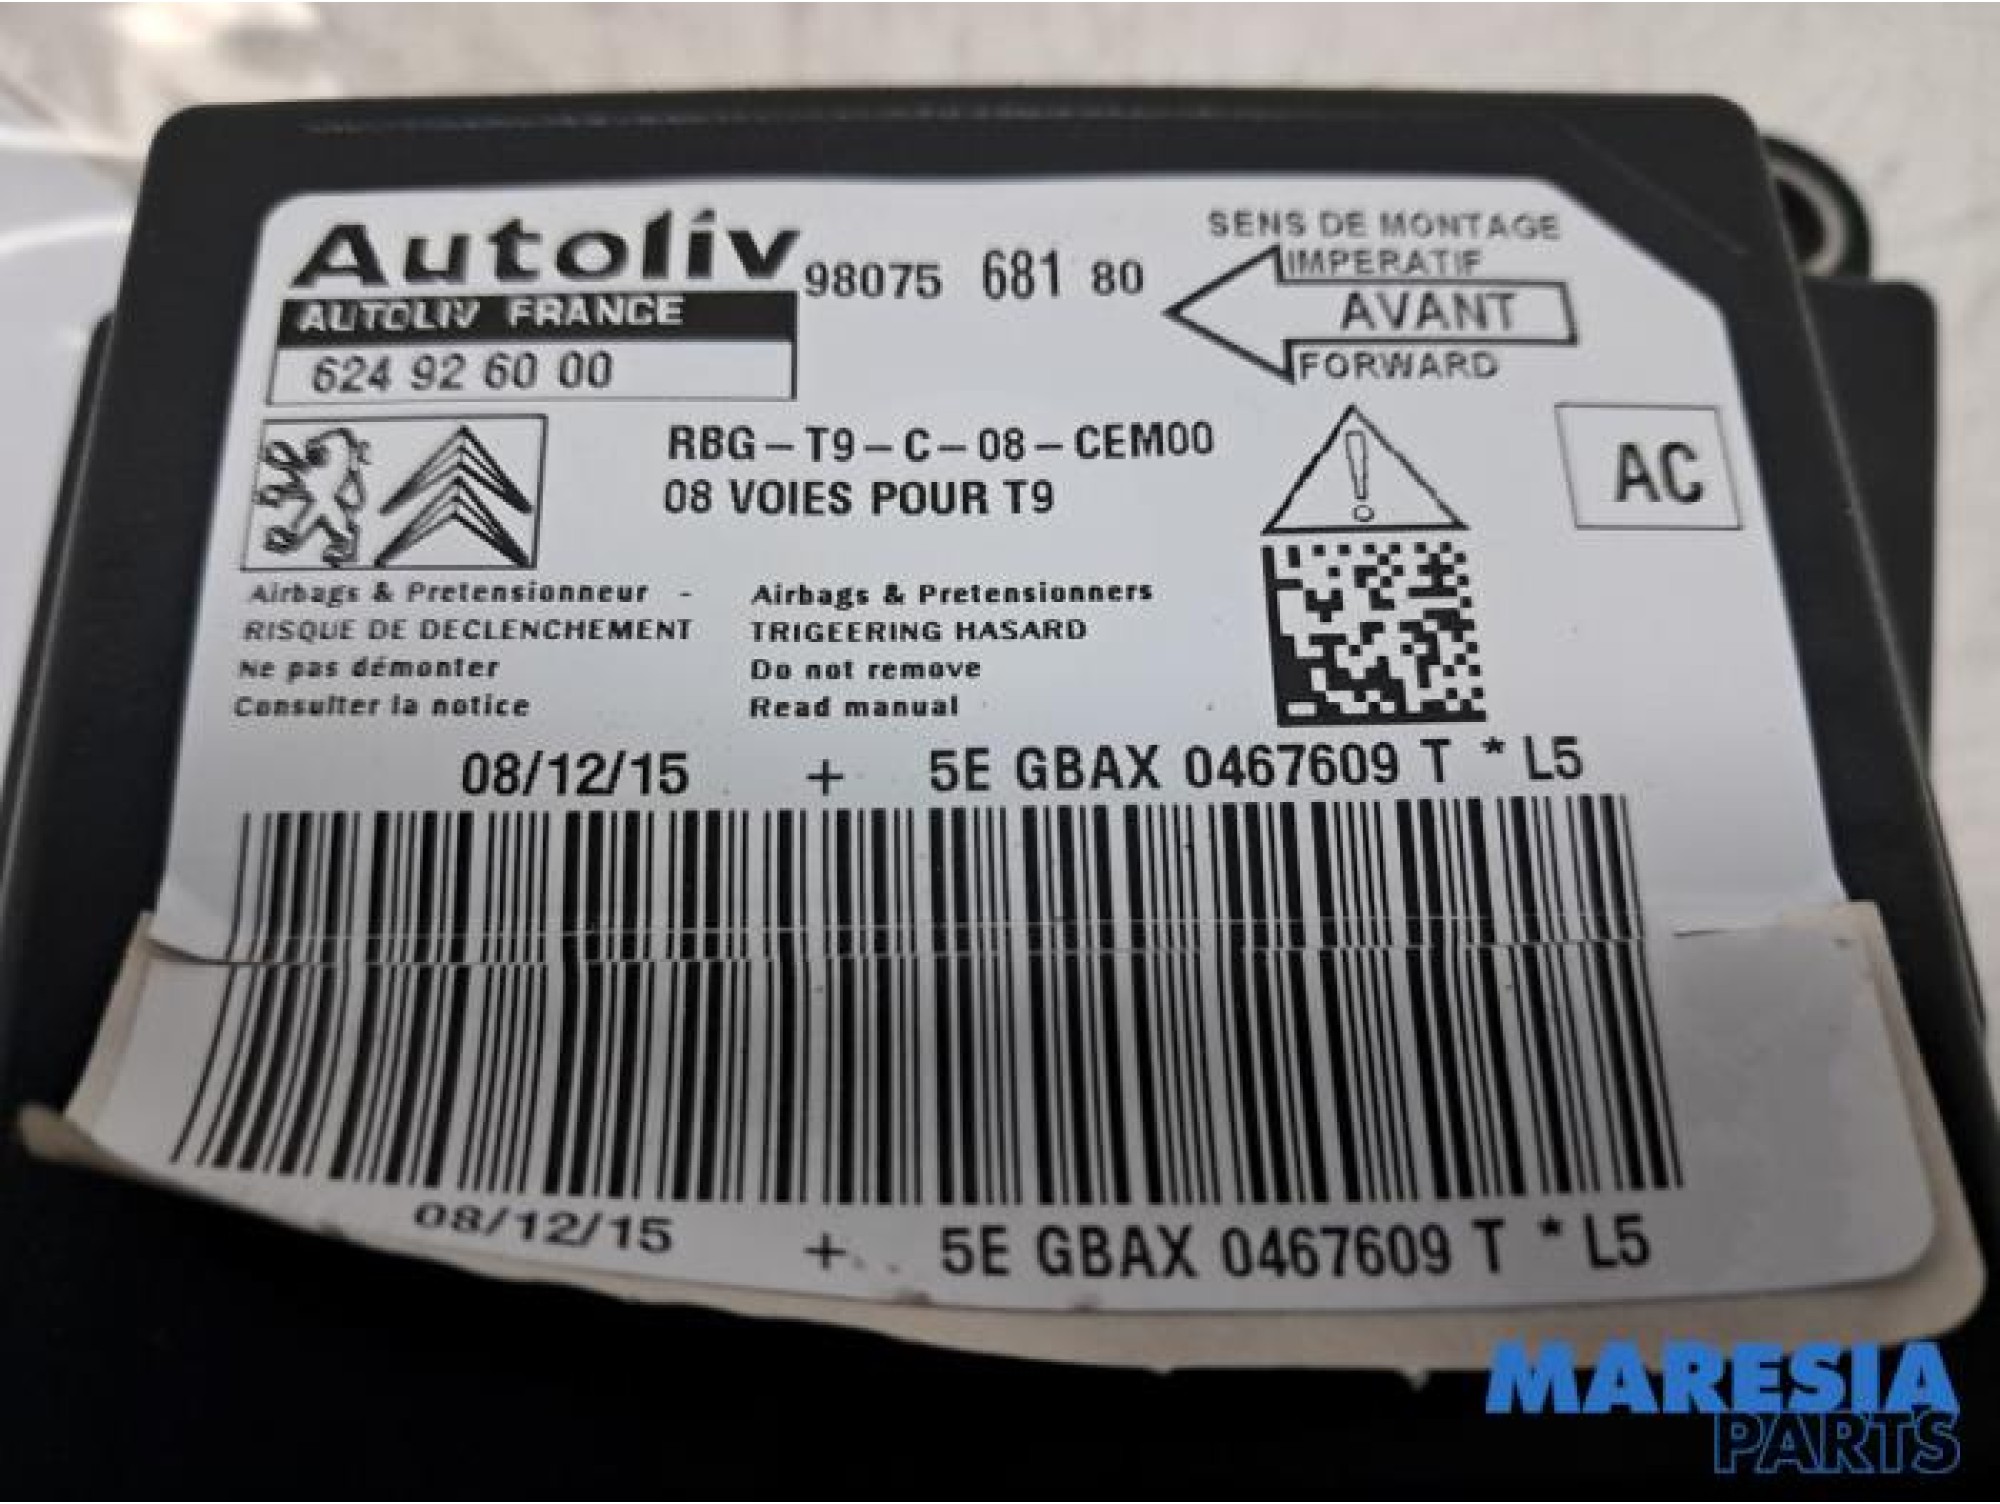 Autoliv 98075 681 80
AUTOLIV FRANCE
624 92 60 00
SENS DE MONTAGE
IMPERATIF
AVANT
FORWARD
RBG-T9-C-08-CEM00
08 VOIES POUR T9
AC
Airbags & Pretensionneur -
RISQUE DE DECLENCHEMENT
Ne pas démonter
Consulter la notice
Airbags & Pretensionners
TRIGEERING HASARD
Do not remove
Read manual
08/12/15 + 5E GBAX 0467609 T * L5
08/12/15 + 5E GBAX 0467609 T * L5
MARESIA
PARTS